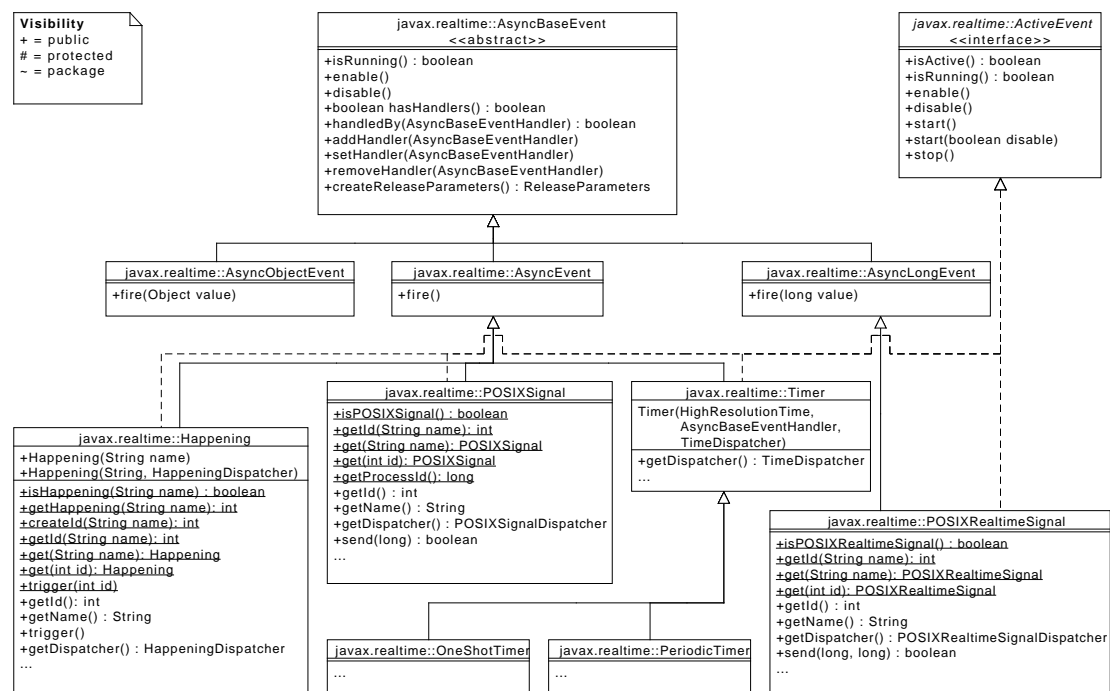 Visibility
+ = public
# = protected
~ = package
javax.realtime::AsyncBaseEvent
<<abstract>>
+isRunning() : boolean
+enable()
+disable()
+boolean hasHandlers() : boolean
+handledBy(AsyncBaseEventHandler) : boolean
+addHandler(AsyncBaseEventHandler)
+setHandler(AsyncBaseEventHandler)
+removeHandler(AsyncBaseEventHandler)
+createReleaseParameters() : ReleaseParameters
javax.realtime::ActiveEvent
<<interface>>
+isActive() : boolean
+isRunning() : boolean
+enable()
+disable()
+start()
+start(boolean disable)
+stop()
javax.realtime::AsyncObjectEvent
+fire(Object value)
javax.realtime::AsyncEvent
+fire()
javax.realtime::AsyncLongEvent
+fire(long value)
javax.realtime::Happening
+Happening(String name)
+Happening(String, HappeningDispatcher)
+isHappening(String name) : boolean
+getHappening(String name): int
+createId(String name): int
+getId(String name): int
+get(String name): Happening
+get(int id): Happening
+trigger(int id)
+getId(): int
+getName() : String
+trigger()
+getDispatcher() : HappeningDispatcher
...
javax.realtime::POSIXSignal
+isPOSIXSignal() : boolean
+getId(String name): int
+get(String name): POSIXSignal
+get(int id): POSIXSignal
+getProcessId(): long
+getId() : int
+getName() : String
+getDispatcher() : POSIXSignalDispatcher
+send(long) : boolean
...
javax.realtime::Timer
Timer(HighResolutionTime,
AsyncBaseEventHandler,
TimeDispatcher)
+getDispatcher() : TimeDispatcher
...
javax.realtime::POSIXRealtimeSignal
+isPOSIXRealtimeSignal() : boolean
+getId(String name): int
+get(String name): POSIXRealtimeSignal
+get(int id): POSIXRealtimeSignal
+getId() : int
+getName() : String
+getDispatcher() : POSIXRealtimeSignalDispatcher
+send(long, long) : boolean
...
javax.realtime::OneShotTimer
...
javax.realtime::PeriodicTimer
...